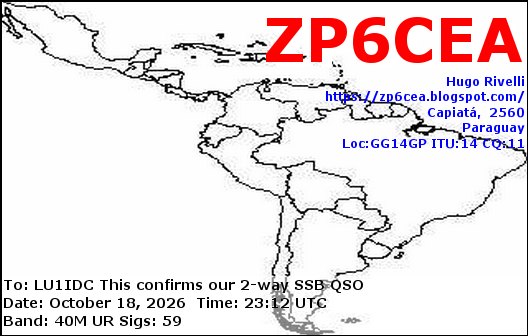 ZP6CEA
Hugo Rivelli
https://zp6cea.blogspot.com/
Capiatá, 2560
Paraguay
Loc:GG14GP ITU:14 CQ:11
To: LU1IDC This confirms our 2-way SSB QSO
Date: October 18, 2026 Time: 23:12 UTC
Band: 40M UR Sigs: 59